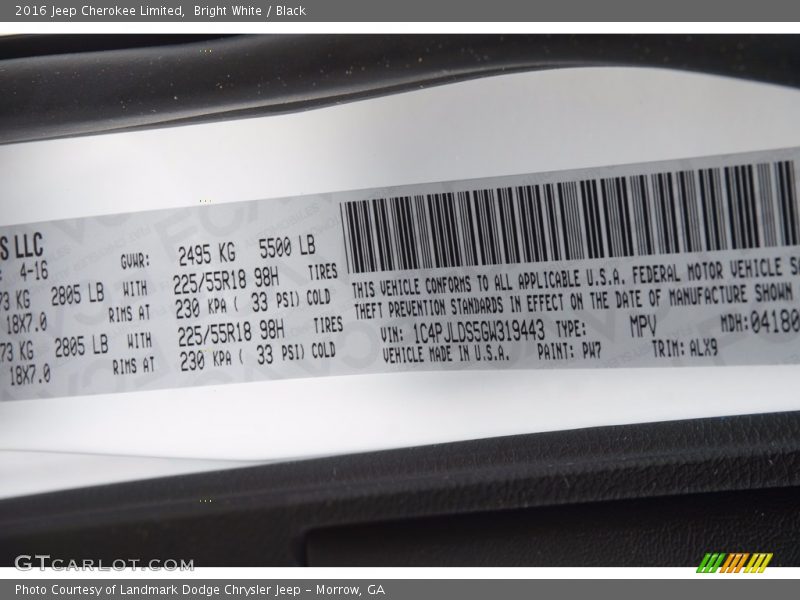 2016 Jeep Cherokee Limited, Bright White / Black
S LLC
4-16 GVWR: 2495 KG 5500 LB
73 KG 2805 LB WITH 225/55R18 98H TIRES
18X7.0 RIMS AT 230 KPA ( 33 PSI) COLD
73 KG 2805 LB WITH 225/55R18 98H TIRES
18X7.0 RIMS AT 230 KPA ( 33 PSI) COLD
THIS VEHICLE CONFORMS TO ALL APPLICABLE U.S.A. FEDERAL MOTOR VEHICLE SA
THEFT PREVENTION STANDARDS IN EFFECT ON THE DATE OF MANUFACTURE SHOWN
VIN: 1C4PJLDS5GW319443 TYPE: MPV MDH: 04180
VEHICLE MADE IN U.S.A. PAINT: PW7 TRIM: ALX9
GTCARLOT.COM
Photo Courtesy of Landmark Dodge Chrysler Jeep – Morrow, GA